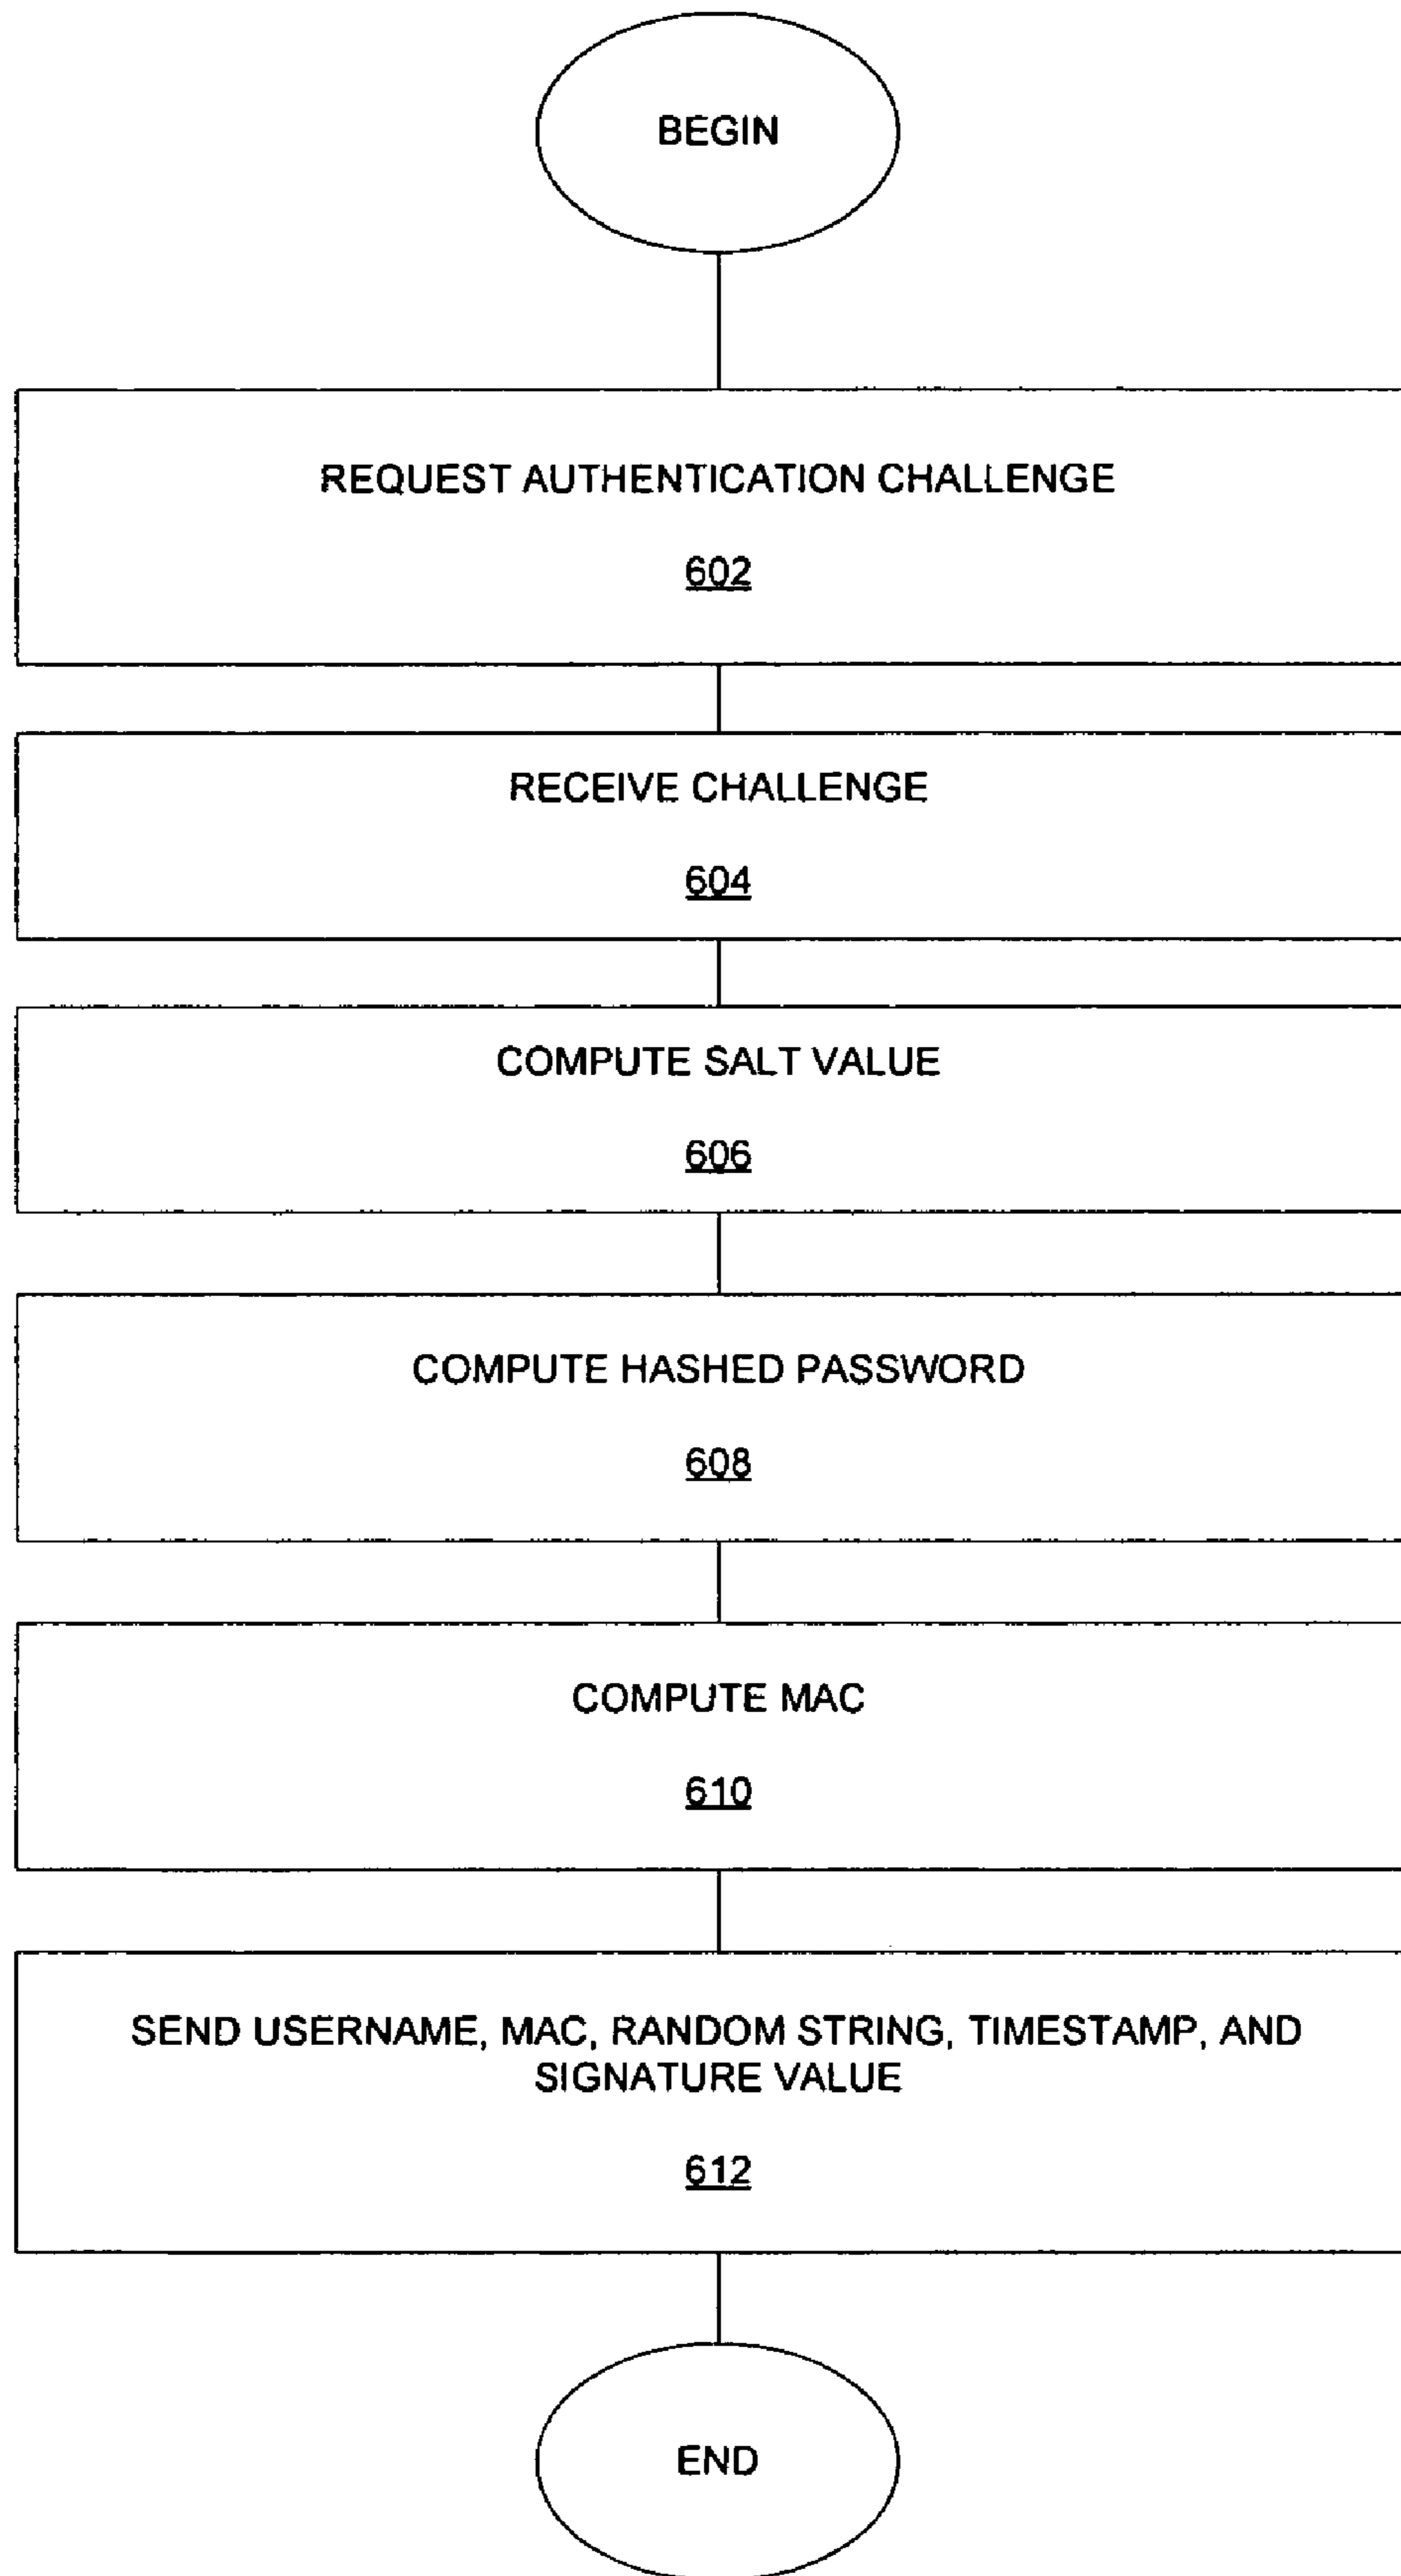 BEGIN
REQUEST AUTHENTICATION CHALLENGE
602
RECEIVE CHALLENGE
604
COMPUTE SALT VALUE
606
COMPUTE HASHED PASSWORD
608
COMPUTE MAC
610
SEND USERNAME, MAC, RANDOM STRING, TIMESTAMP, AND
SIGNATURE VALUE
612
END